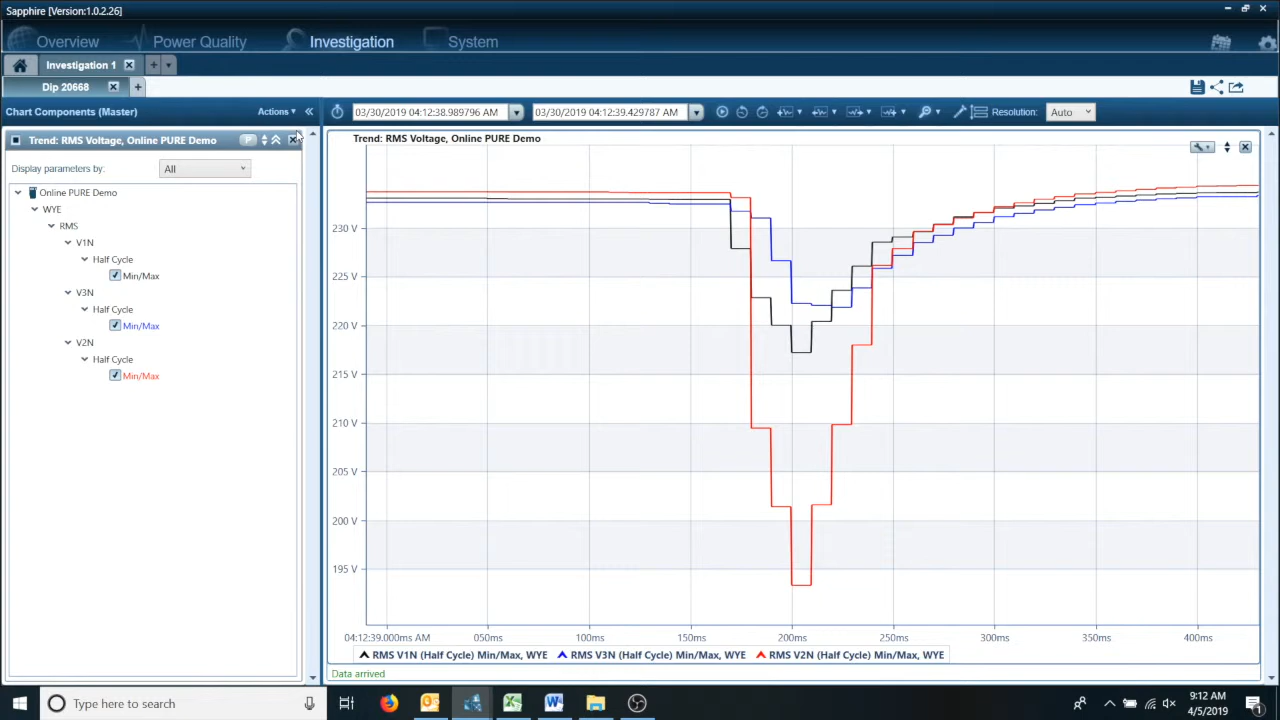 Sapphire [Version:1.0.2.26]
Overview Power Quality Investigation System
Investigation 1
Dip 20668
Chart Components (Master) Actions
03/30/2019 04:12:38.989796 AM 03/30/2019 04:12:39.429787 AM Resolution: Auto
Trend: RMS Voltage, Online PURE Demo P
Display parameters by: All
Online PURE Demo
WYE
RMS
V1N
Half Cycle
Min/Max
V3N
Half Cycle
Min/Max
V2N
Half Cycle
Min/Max
Trend: RMS Voltage, Online PURE Demo
230 V
225 V
220 V
215 V
210 V
205 V
200 V
195 V
04:12:39.000ms AM 050ms 100ms 150ms 200ms 250ms 300ms 350ms 400ms
RMS V1N (Half Cycle) Min/Max, WYE RMS V3N (Half Cycle) Min/Max, WYE RMS V2N (Half Cycle) Min/Max, WYE
Data arrived
Type here to search
9:12 AM
4/5/2019
1